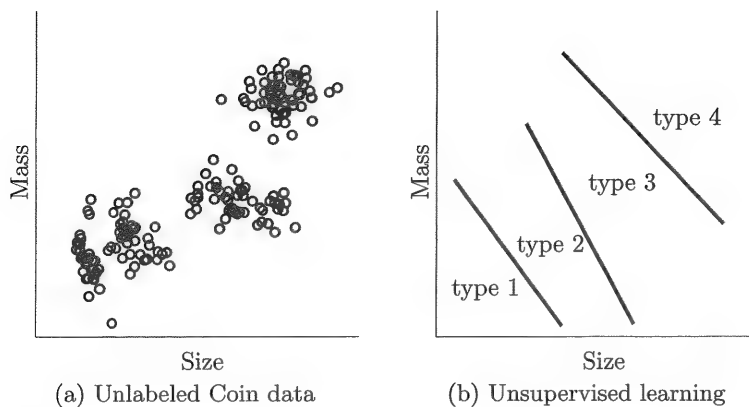 Mass
Size
(a) Unlabeled Coin data
Mass
type 4
type 3
type 2
type 1
Size
(b) Unsupervised learning